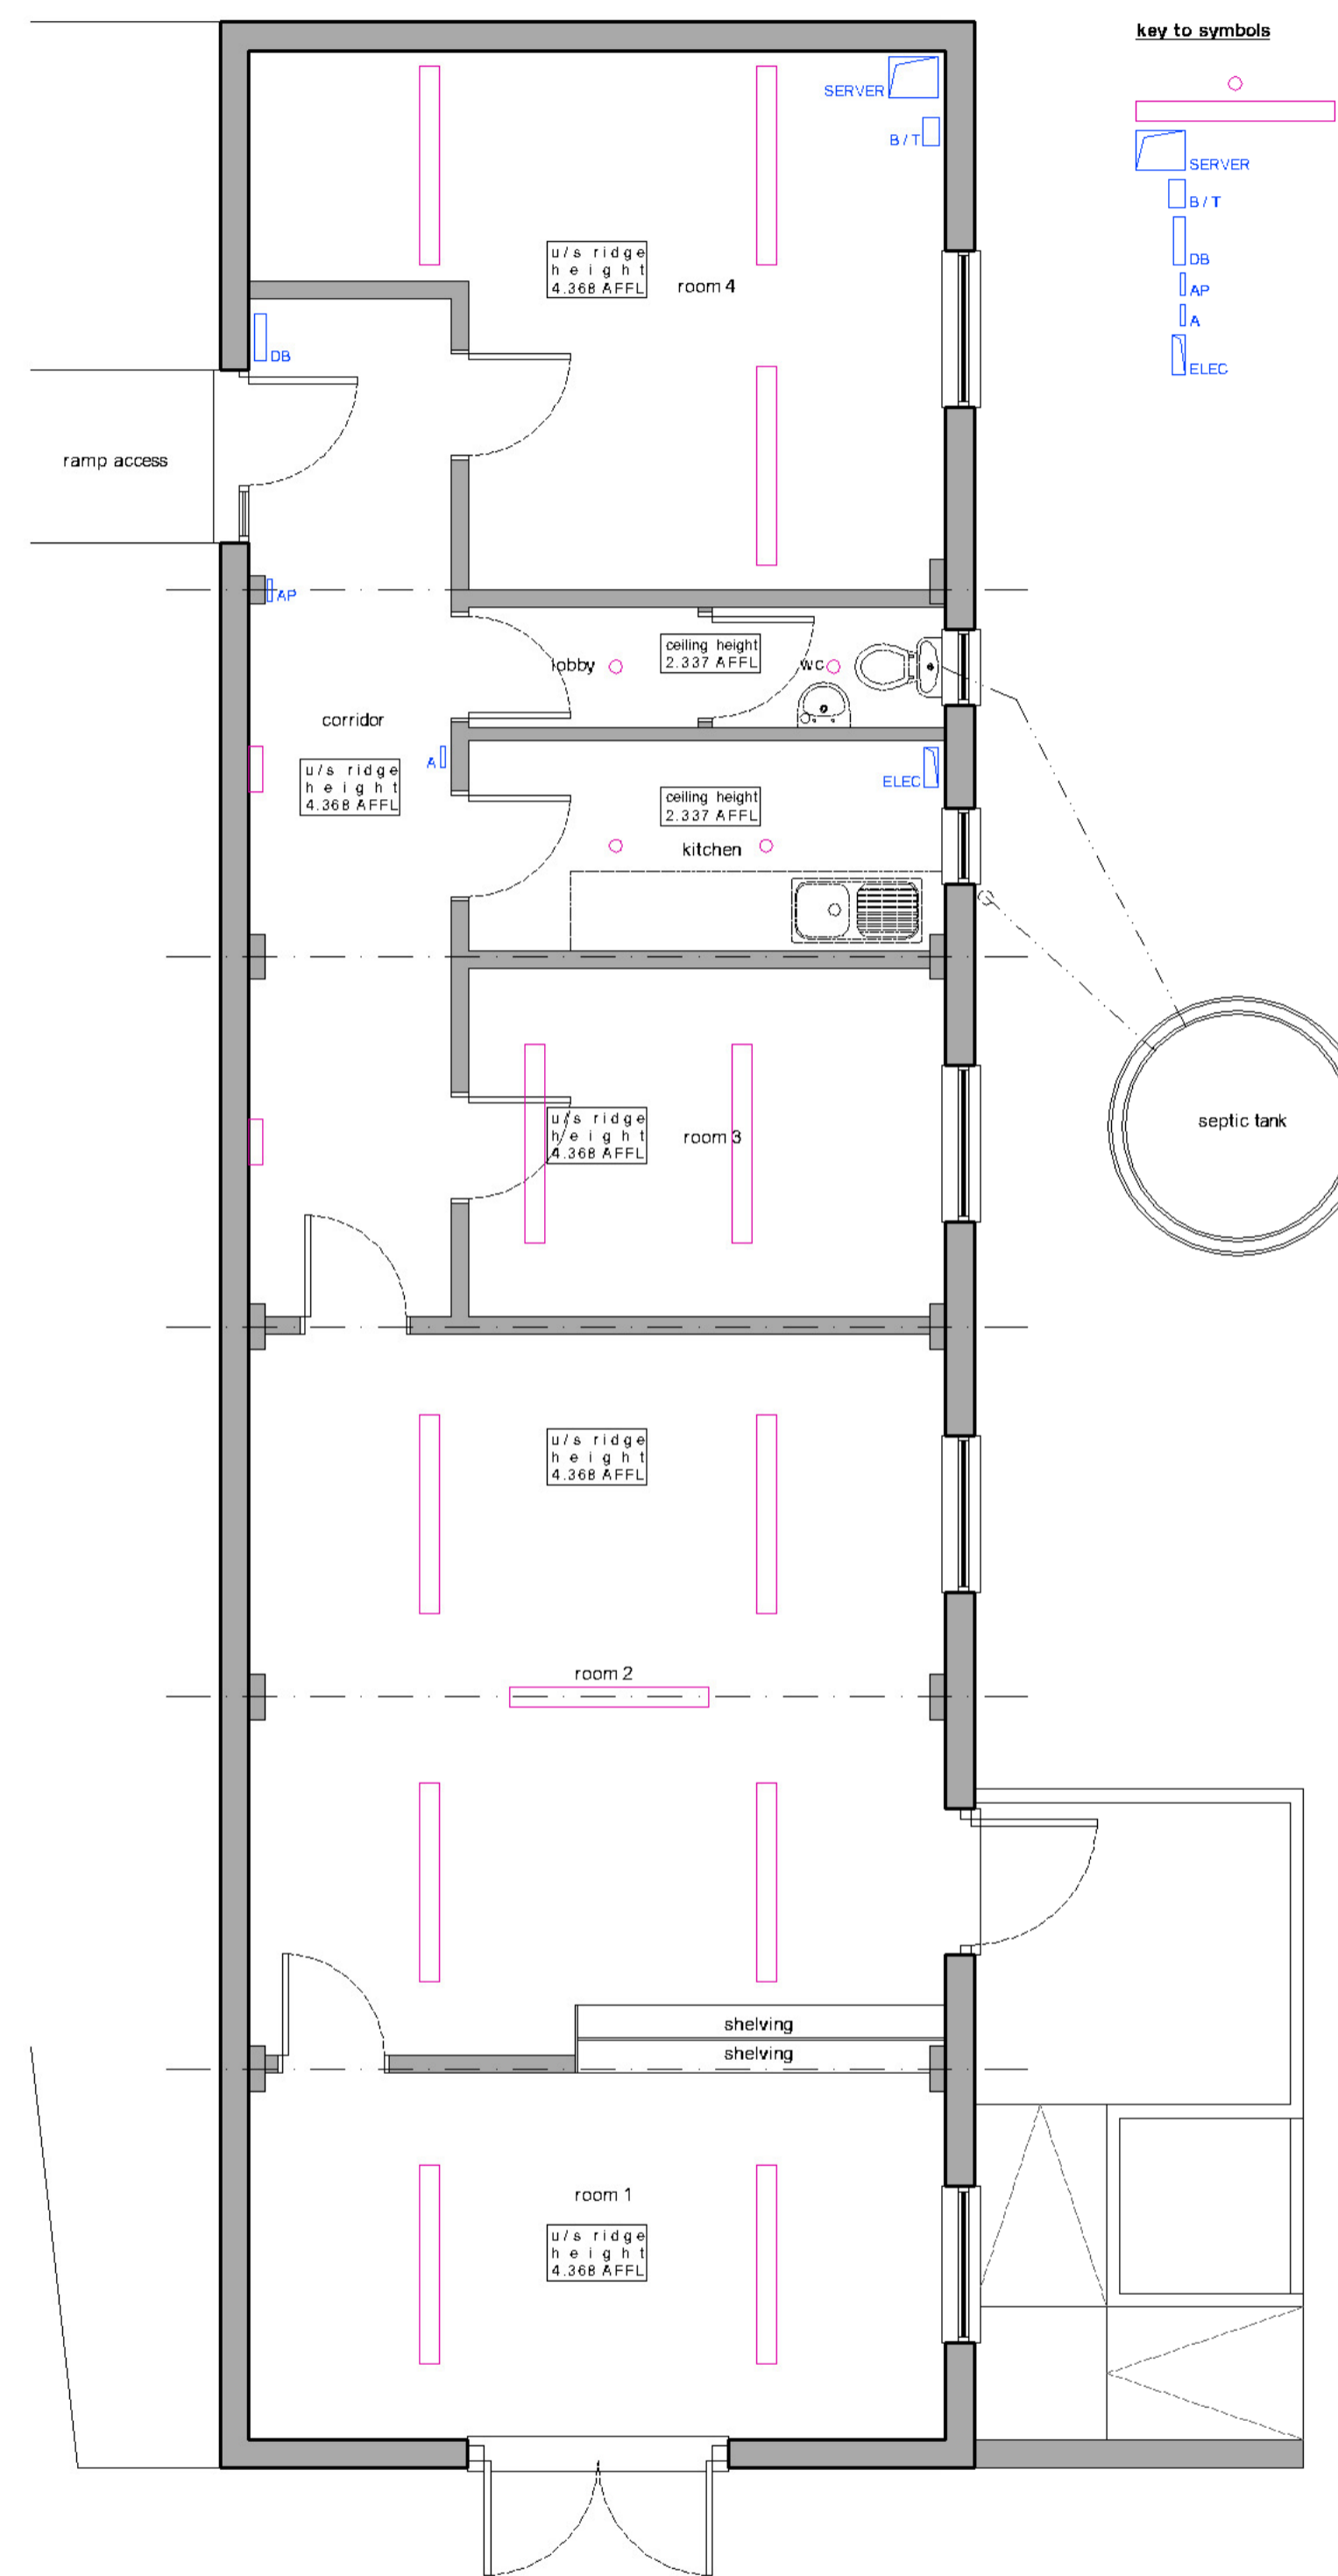 key to symbols
SERVER
B / T
DB
AP
A
ELEC
SERVER
B / T
u/s ridge
height
4.368 AFFL
room 4
DB
ramp access
AP
lobby
ceiling height
2.337 AFFL
WC
corridor
u/s ridge
height
4.368 AFFL
A
ELEC
ceiling height
2.337 AFFL
kitchen
u/s ridge
height
4.368 AFFL
room 3
septic tank
u/s ridge
height
4.368 AFFL
room 2
shelving
shelving
room 1
u/s ridge
height
4.368 AFFL